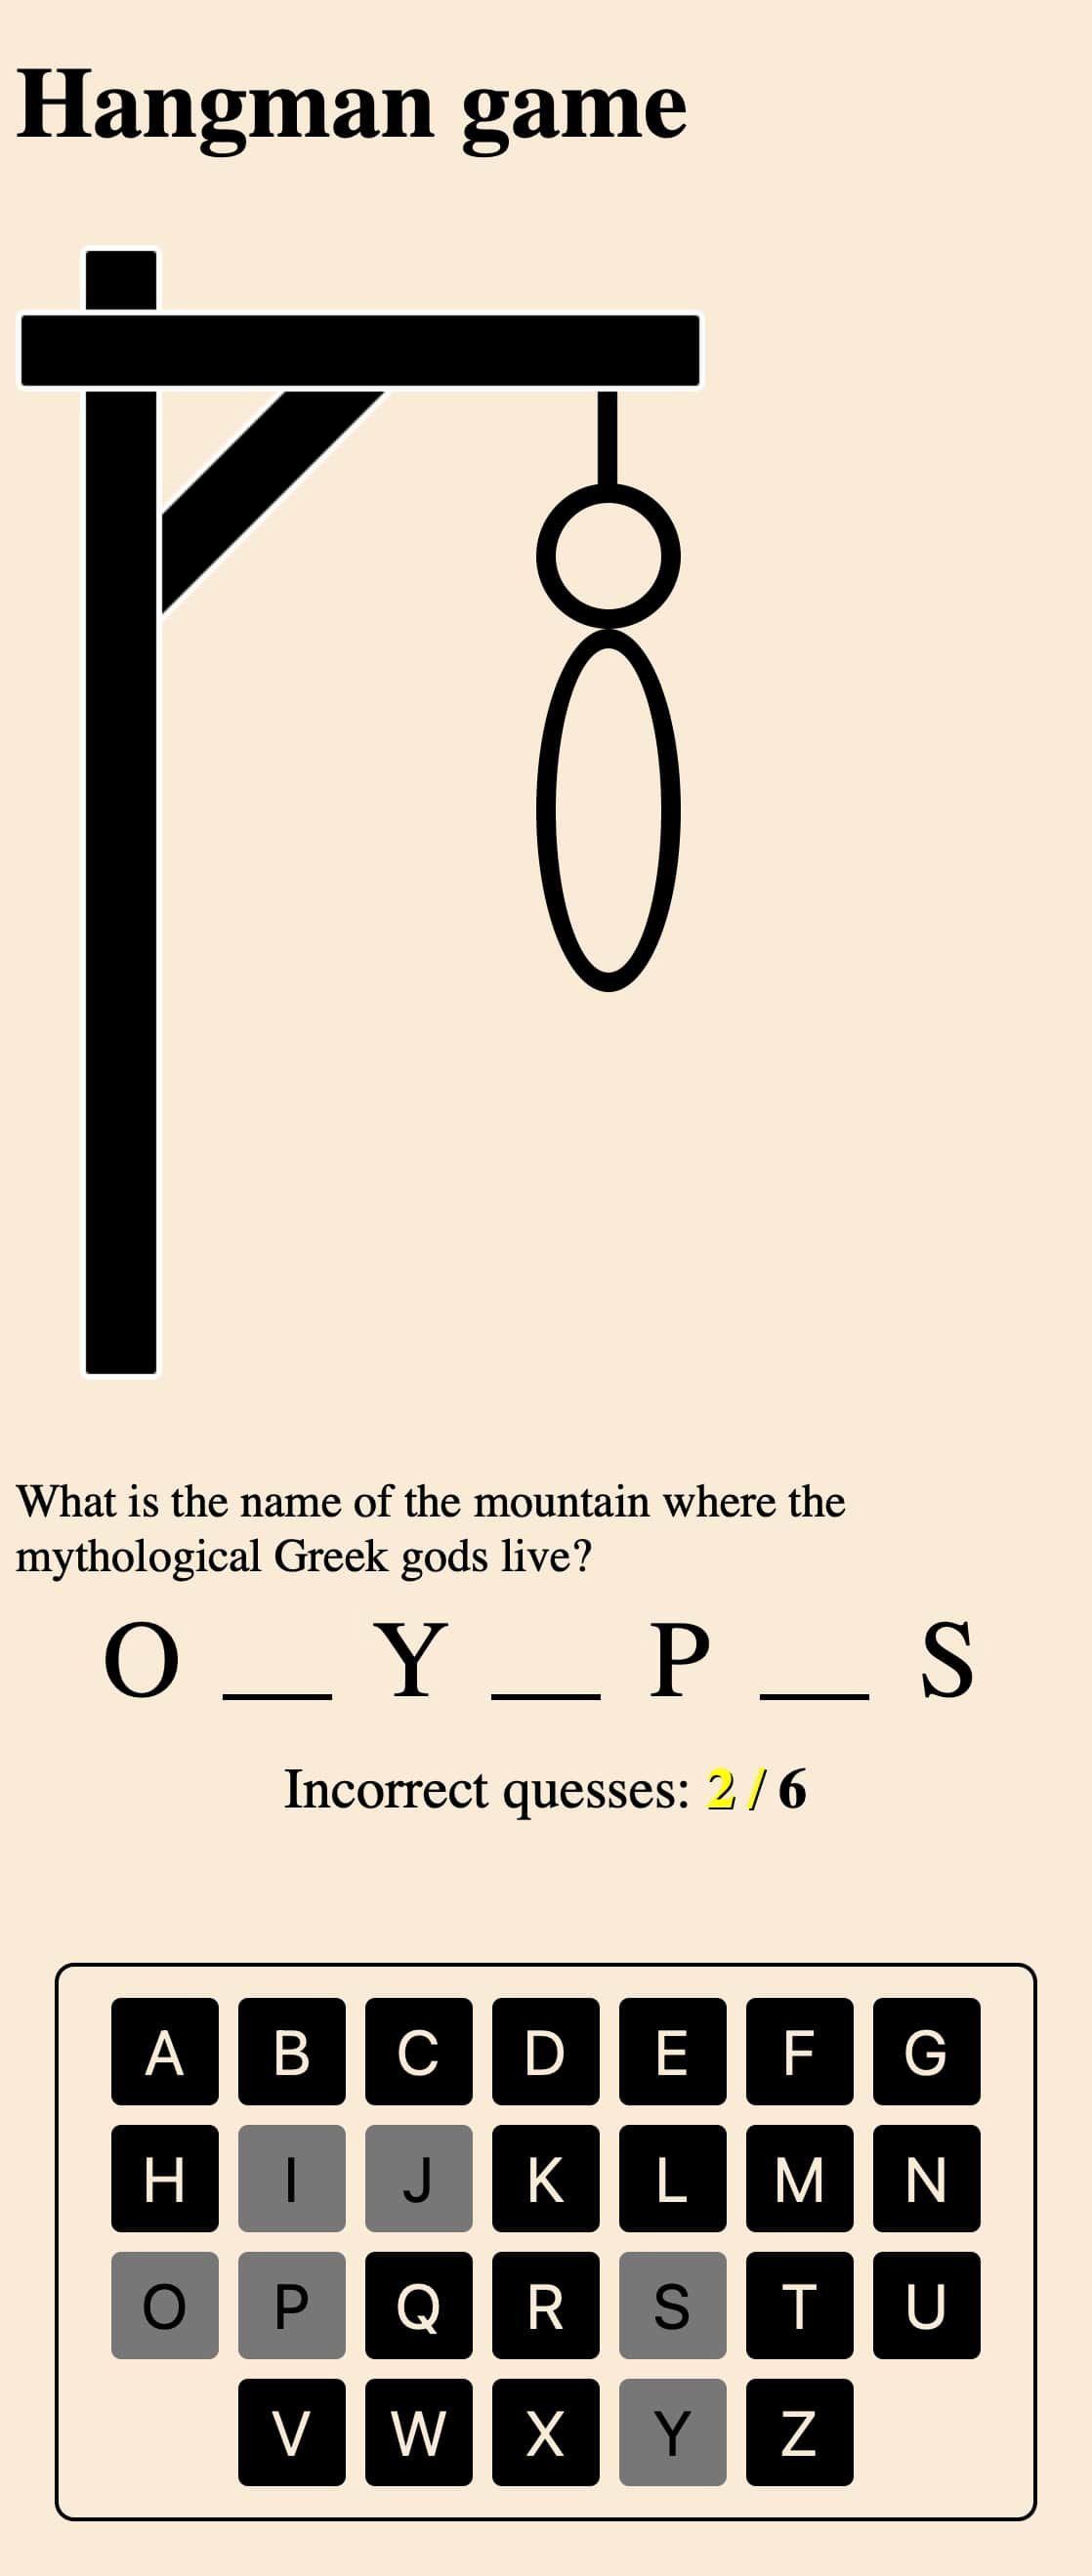 Hangman game
What is the name of the mountain where the
mythological Greek gods live?
O __ Y __ P __ S
Incorrect quesses: 2 / 6
A B C D E F G
H I J K L M N
O P Q R S T U
V W X Y Z